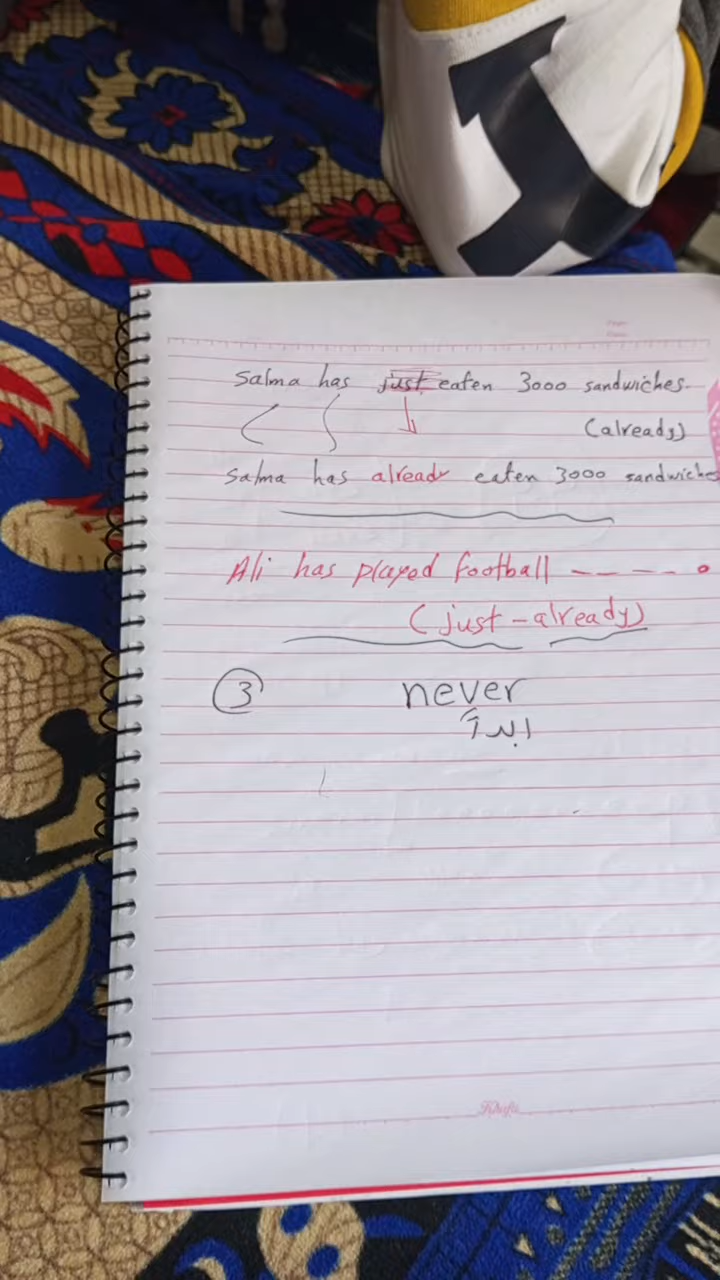 Salma has just eaten 3000 sandwiches.
(already)
Salma has already eaten 3000 sandwiches
Ali has played football ----.
(just - already)
3 never
ابداً